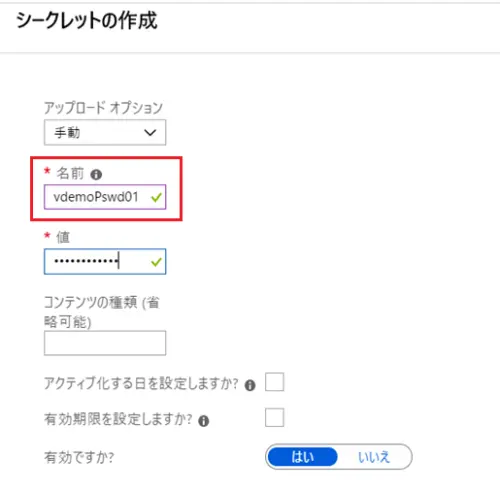 シークレットの作成
アップロード オプション
手動
* 名前
vdemoPswd01
* 値
••••••••••••
コンテンツの種類 (省
略可能)
アクティブ化する日を設定しますか?
有効期限を設定しますか?
有効ですか? はい いいえ